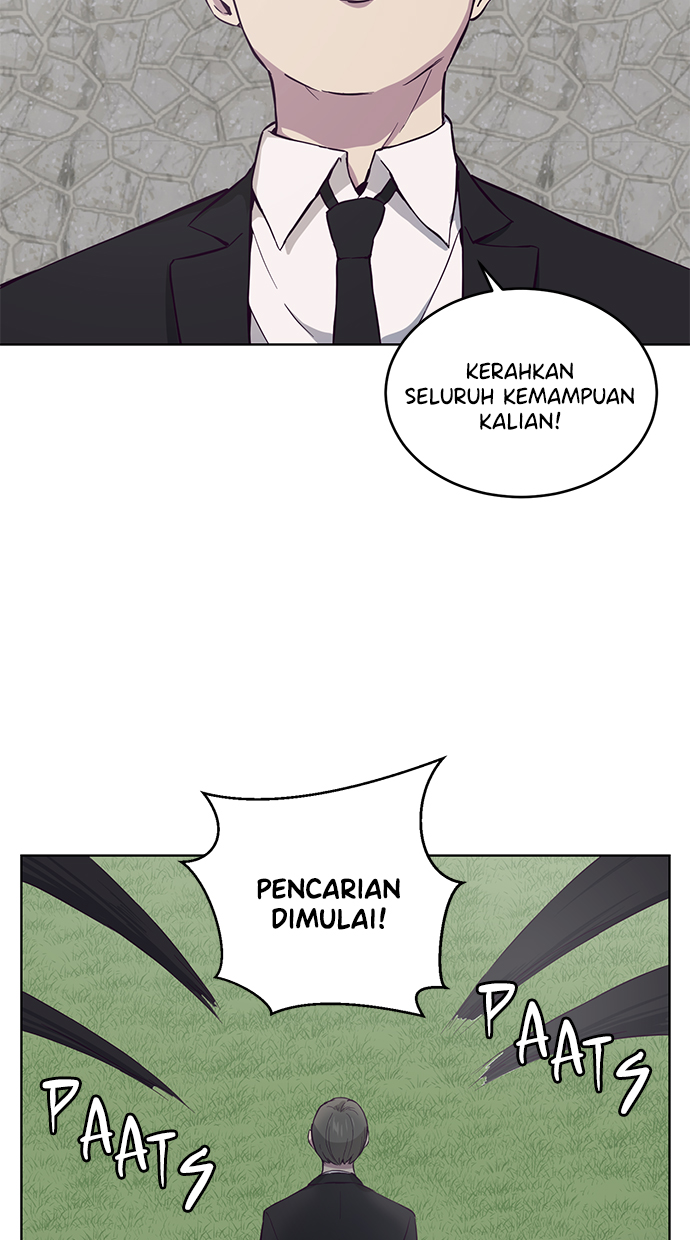 KERAHKAN
SELURUH KEMAMPUAN
KALIAN!
PENCARIAN
DIMULAI!
PAATS
PAATS